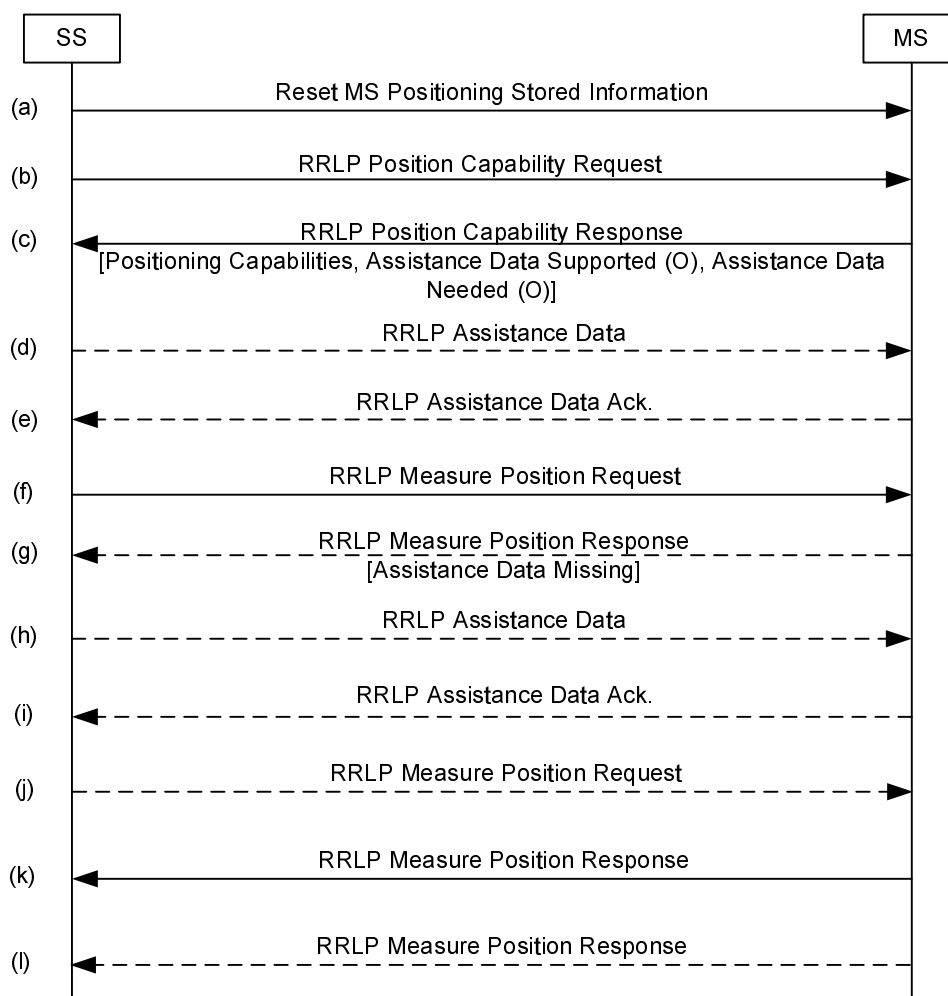 SS
MS
(a)
Reset MS Positioning Stored Information
(b)
RRLP Position Capability Request
(c)
RRLP Position Capability Response
[Positioning Capabilities, Assistance Data Supported (O), Assistance Data
Needed (O)]
(d)
RRLP Assistance Data
(e)
RRLP Assistance Data Ack.
(f)
RRLP Measure Position Request
(g)
RRLP Measure Position Response
[Assistance Data Missing]
(h)
RRLP Assistance Data
(i)
RRLP Assistance Data Ack.
(j)
RRLP Measure Position Request
(k)
RRLP Measure Position Response
(l)
RRLP Measure Position Response